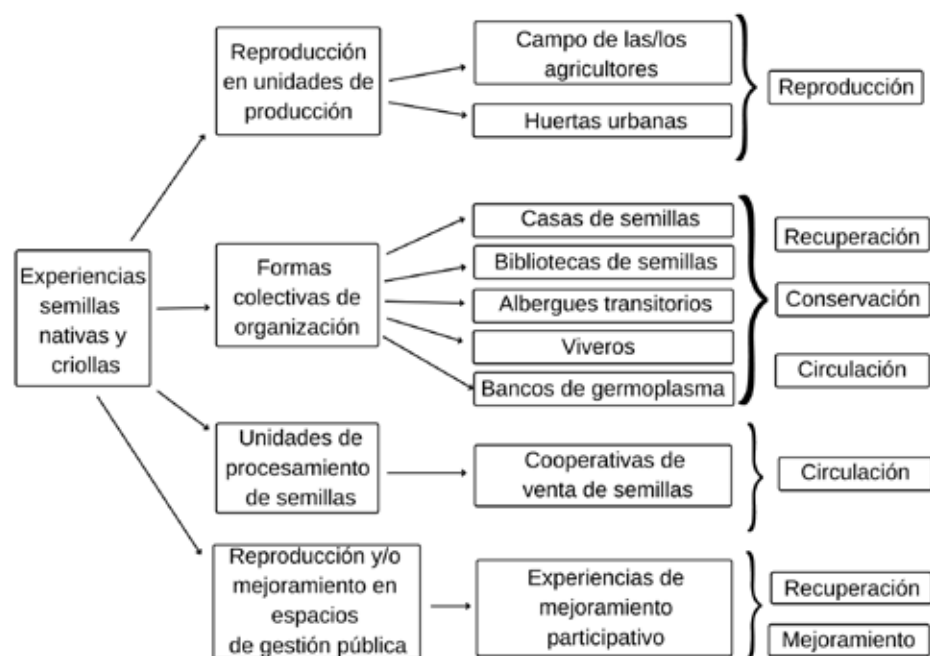 Experiencias
semillas
nativas y
criollas
Reproducción
en unidades de
producción
Campo de las/los
agricultores
Huertas urbanas
Reproducción
Formas
colectivas de
organización
Casas de semillas
Bibliotecas de semillas
Albergues transitorios
Viveros
Bancos de germoplasma
Recuperación
Conservación
Circulación
Unidades de
procesamiento
de semillas
Cooperativas de
venta de semillas
Circulación
Reproducción y/o
mejoramiento en
espacios
de gestión pública
Experiencias de
mejoramiento
participativo
Recuperación
Mejoramiento